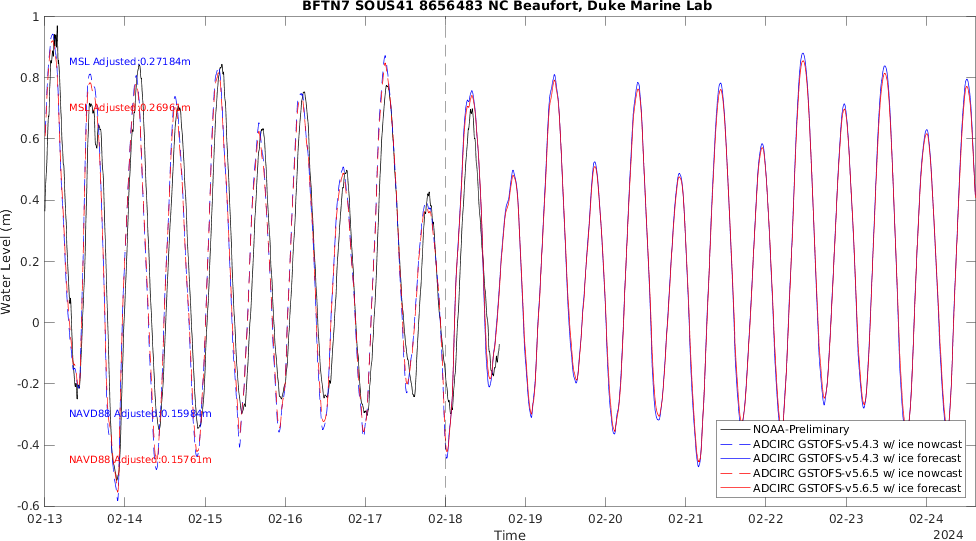 BFTN7 SOUS41 8656483 NC Beaufort, Duke Marine Lab
1
0.8
0.6
0.4
0.2
0
-0.2
-0.4
-0.6
Water Level (m)
MSL Adjusted:0.27184m
MSL Adjusted:0.26961m
NAVD88 Adjusted:0.15984m
NAVD88 Adjusted:0.15761m
NOAA-Preliminary
ADCIRC GSTOFS-v5.4.3 w/ ice nowcast
ADCIRC GSTOFS-v5.4.3 w/ ice forecast
ADCIRC GSTOFS-v5.6.5 w/ ice nowcast
ADCIRC GSTOFS-v5.6.5 w/ ice forecast
02-13 02-14 02-15 02-16 02-17 02-18 02-19 02-20 02-21 02-22 02-23 02-24
Time
2024